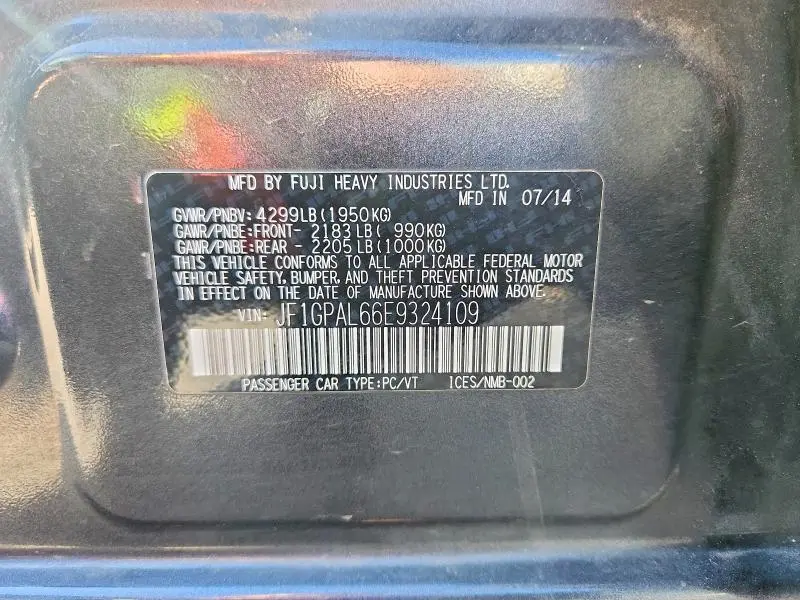 MFD BY FUJI HEAVY INDUSTRIES LTD.
MFD IN 07/14
GVWR/PNBV: 4299LB (1950KG)
GAWR/PNBE:FRONT- 2183LB ( 990KG)
GAWR/PNBE:REAR - 2205LB (1000KG)
THIS VEHICLE CONFORMS TO ALL APPLICABLE FEDERAL MOTOR
VEHICLE SAFETY, BUMPER, AND THEFT PREVENTION STANDARDS
IN EFFECT ON THE DATE OF MANUFACTURE SHOWN ABOVE.
VIN: JF1GPAL66E9324109
PASSENGER CAR TYPE:PC/VT ICES/NMB-002